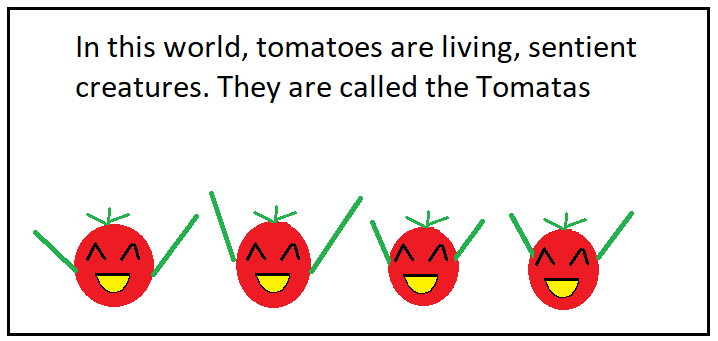 In this world, tomatoes are living, sentient
creatures. They are called the Tomatas